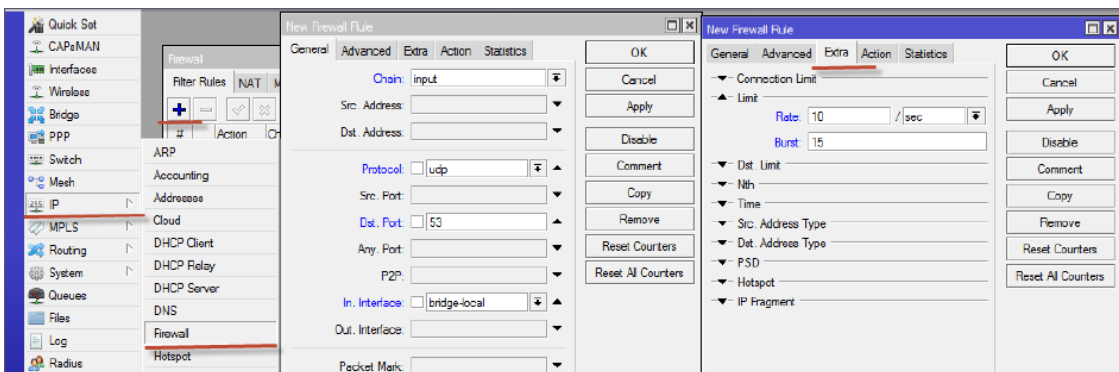 Quick Set
CAPsMAN
Interfaces
Wireless
Bridge
PPP
Switch
Mesh
IP
MPLS
Routing
System
Queues
Files
Log
Radius
Firewall
Filter Rules NAT M
# Action Ch
ARP
Accounting
Addresses
Cloud
DHCP Client
DHCP Relay
DHCP Server
DNS
Firewall
Hotspot
New Firewall Rule
General Advanced Extra Action Statistics
Chain: input
Src. Address:
Dst. Address:
Protocol: udp
Src. Port:
Dst. Port: 53
Any. Port:
P2P:
In. Interface: bridge-local
Out. Interface:
Packet Mark:
OK
Cancel
Apply
Disable
Comment
Copy
Remove
Reset Counters
Reset All Counters
New Firewall Rule
General Advanced Extra Action Statistics
Connection Limit
Limit
Rate: 10 / sec
Burst: 15
Dst. Limit
Nth
Time
Src. Address Type
Dst. Address Type
PSD
Hotspot
IP Fragment
OK
Cancel
Apply
Disable
Comment
Copy
Remove
Reset Counters
Reset All Counters